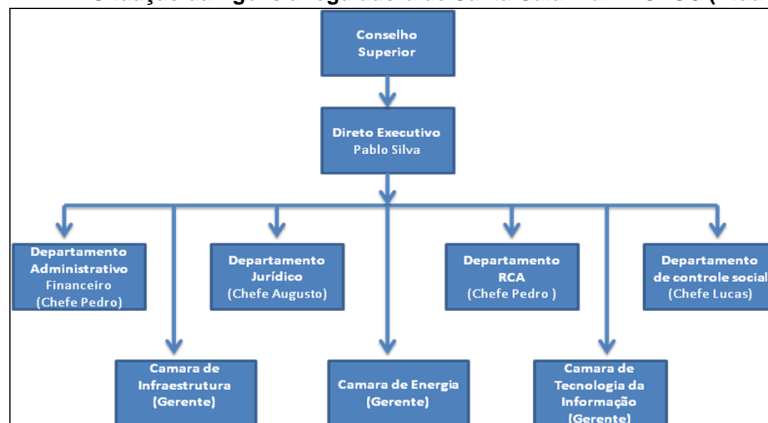 Conselho
Superior
Direto Executivo
Pablo Silva
Departamento
Administrativo
Financeiro
(Chefe Pedro)
Departamento
Jurídico
(Chefe Augusto)
Departamento
RCA
(Chefe Pedro )
Departamento
de controle social
(Chefe Lucas)
Camara de
Infraestrutura
(Gerente)
Camara de Energia
(Gerente)
Camara de
Tecnologia da
Informação
(Gerente)